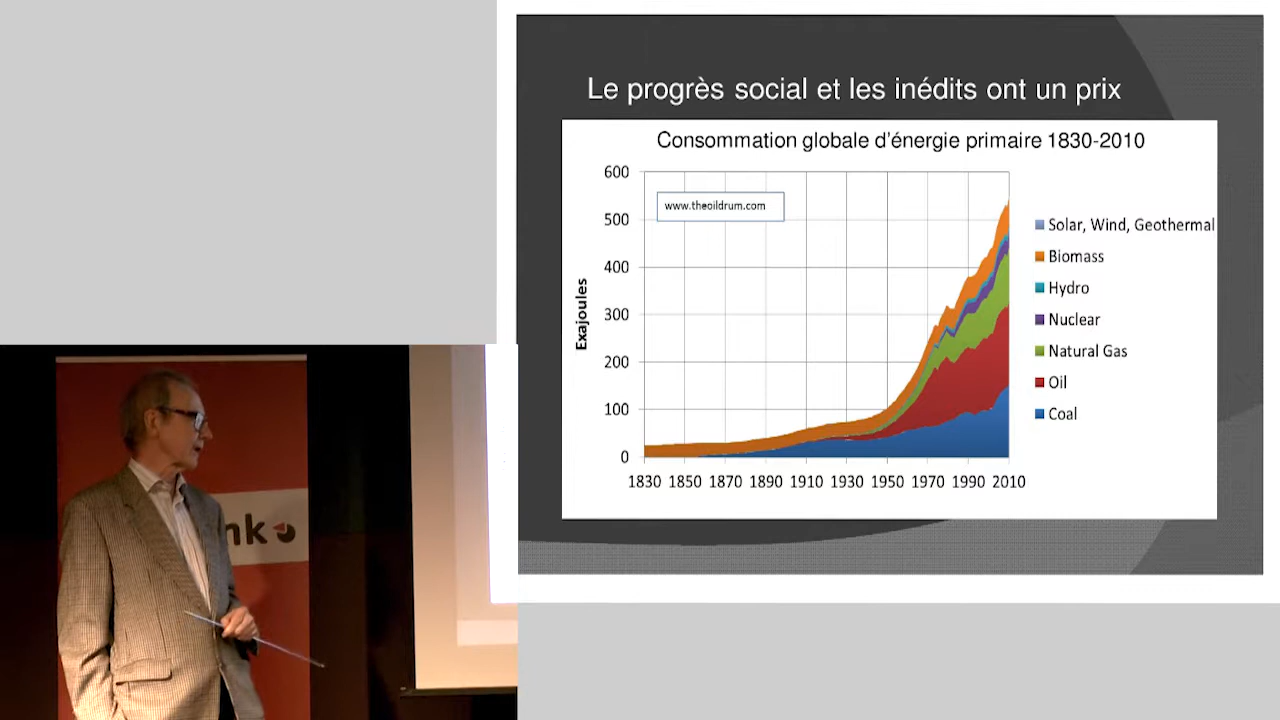 Le progrès social et les inédits ont un prix
Consommation globale d'énergie primaire 1830-2010
600
500
400
300
200
100
0
Exajoules
www.theoildrum.com
1830 1850 1870 1890 1910 1930 1950 1970 1990 2010
Solar, Wind, Geothermal
Biomass
Hydro
Nuclear
Natural Gas
Oil
Coal
nk